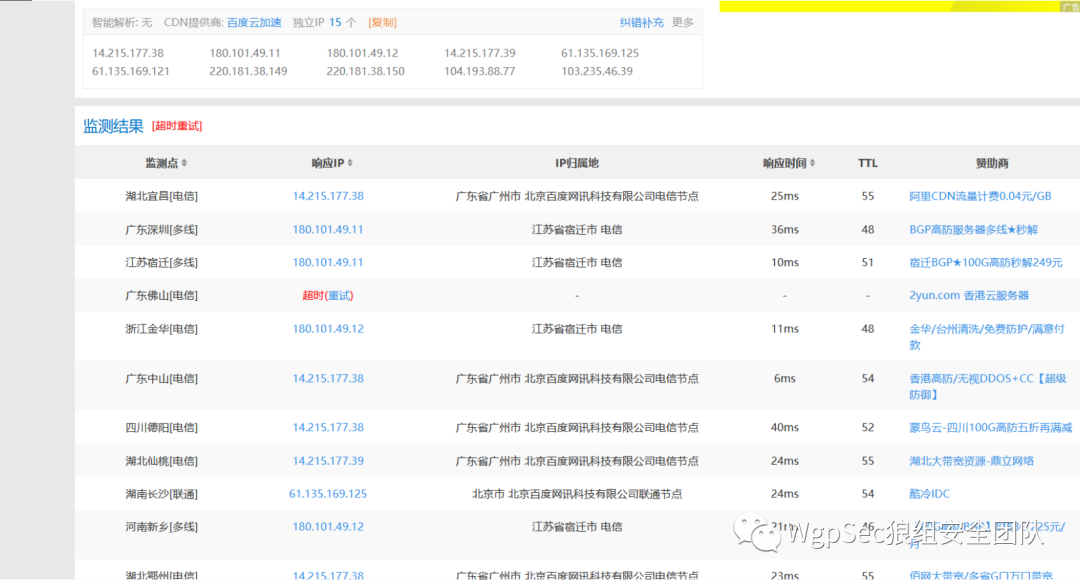 广告
智能解析: 无 CDN提供商: 百度云加速 独立IP 15 个 [复制] 纠错补充 更多
14.215.177.38 180.101.49.11 180.101.49.12 14.215.177.39 61.135.169.125
61.135.169.121 220.181.38.149 220.181.38.150 104.193.88.77 103.235.46.39
监测结果 [超时重试]
监测点 响应IP IP归属地 响应时间 TTL 赞助商
湖北宜昌[电信] 14.215.177.38 广东省广州市 北京百度网讯科技有限公司电信节点 25ms 55 阿里CDN流量计费0.04元/GB
广东深圳[多线] 180.101.49.11 江苏省宿迁市 电信 36ms 48 BGP高防服务器多线★秒解
江苏宿迁[多线] 180.101.49.11 江苏省宿迁市 电信 10ms 51 宿迁BGP★100G高防秒解249元
广东佛山[电信] 超时(重试) - - - 2yun.com 香港云服务器
浙江金华[电信] 180.101.49.12 江苏省宿迁市 电信 11ms 48 金华/台州清洗/免费防护/满意付
款
广东中山[电信] 14.215.177.38 广东省广州市 北京百度网讯科技有限公司电信节点 6ms 54 香港高防/无视DDOS+CC【超级
防御】
四川德阳[电信] 14.215.177.38 广东省广州市 北京百度网讯科技有限公司电信节点 40ms 52 蒙鸟云-四川100G高防五折再满减
湖北仙桃[电信] 14.215.177.39 广东省广州市 北京百度网讯科技有限公司电信节点 24ms 55 湖北大带宽资源-鼎立网络
湖南长沙[联通] 61.135.169.125 北京市 北京百度网讯科技有限公司联通节点 24ms 54 酷冷IDC
河南新乡[多线] 180.101.49.12 江苏省宿迁市 电信 21ms 46 25元/
月
WgpSec狼组安全团队
湖北鄂州[电信] 14.215.177.38 广东省广州市 北京百度网讯科技有限公司电信节点 23ms 55 佰网大带宽/多省G口万口带宽